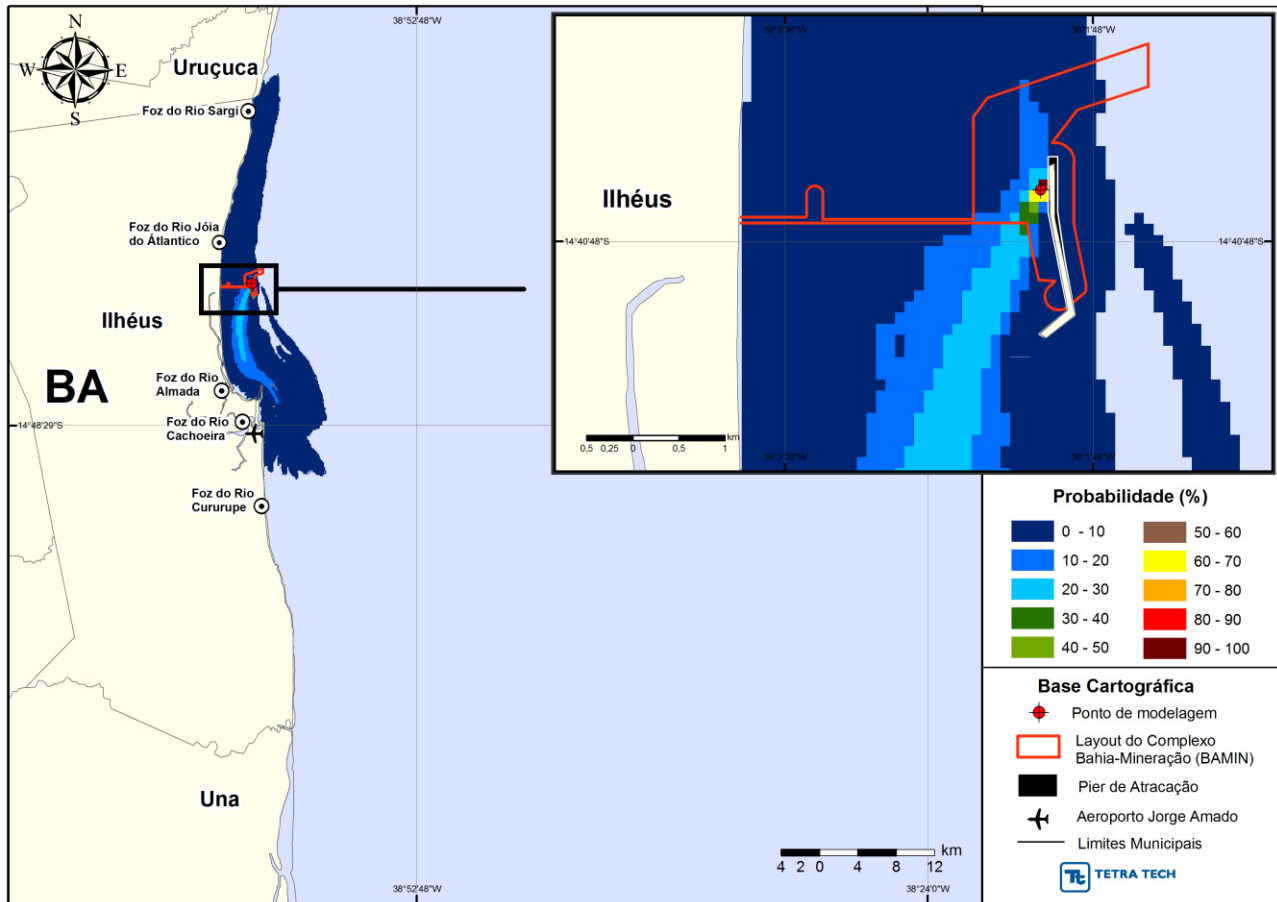 38°52'48"W
N
W
E
S
Uruçuca
Foz do Rio Sargi
Foz do Rio Jóia
do Átlantico
Ilhéus
BA
Foz do Rio
Almada
14°48'29"S
Foz do Rio
Cachoeira
Foz do Rio
Cururupe
Una
4 2 0 4 8 12 km
38°52'48"W
38°24'0"W
39°3'36"W
39°1'48"W
Ilhéus
14°40'48"S
14°40'48"S
0,5 0,25 0 0,5 1 km
39°3'36"W
39°1'48"W
Probabilidade (%)
0 - 10
50 - 60
10 - 20
60 - 70
20 - 30
70 - 80
30 - 40
80 - 90
40 - 50
90 - 100
Base Cartográfica
Ponto de modelagem
Layout do Complexo
Bahia-Mineração (BAMIN)
Pier de Atracação
Aeroporto Jorge Amado
Limites Municipais
Tt TETRA TECH